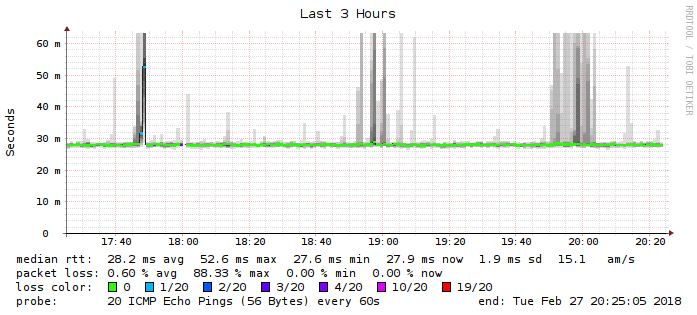 Last 3 Hours
RRDTOOL / TOBI OETIKER
Seconds
60 m
50 m
40 m
30 m
20 m
10 m
0
17:40 18:00 18:20 18:40 19:00 19:20 19:40 20:00 20:20
median rtt: 28.2 ms avg 52.6 ms max 27.6 ms min 27.9 ms now 1.9 ms sd 15.1 am/s
packet loss: 0.60 % avg 88.33 % max 0.00 % min 0.00 % now
loss color: 0 1/20 2/20 3/20 4/20 10/20 19/20
probe: 20 ICMP Echo Pings (56 Bytes) every 60s end: Tue Feb 27 20:25:05 2018